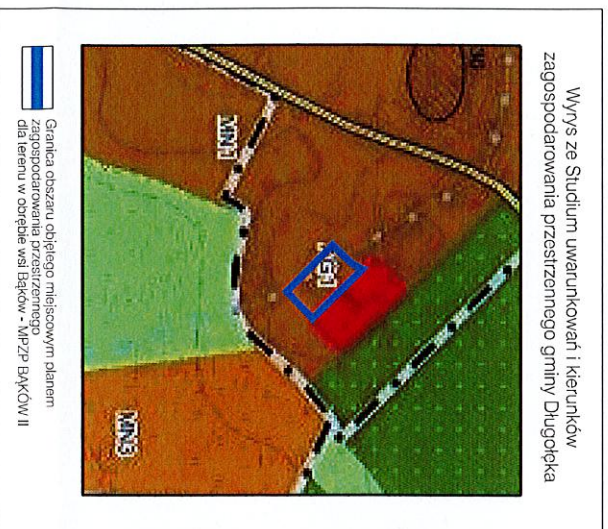 Wyrys ze Studium uwarunkowań i kierunków
zagospodarowania przestrzennego gminy Długołęka
MN1
MN3
Granica obszaru objętego miejscowym planem
zagospodarowania przestrzennego
dla terenu w obrębie wsi Bąków - MPZP BĄKÓW II